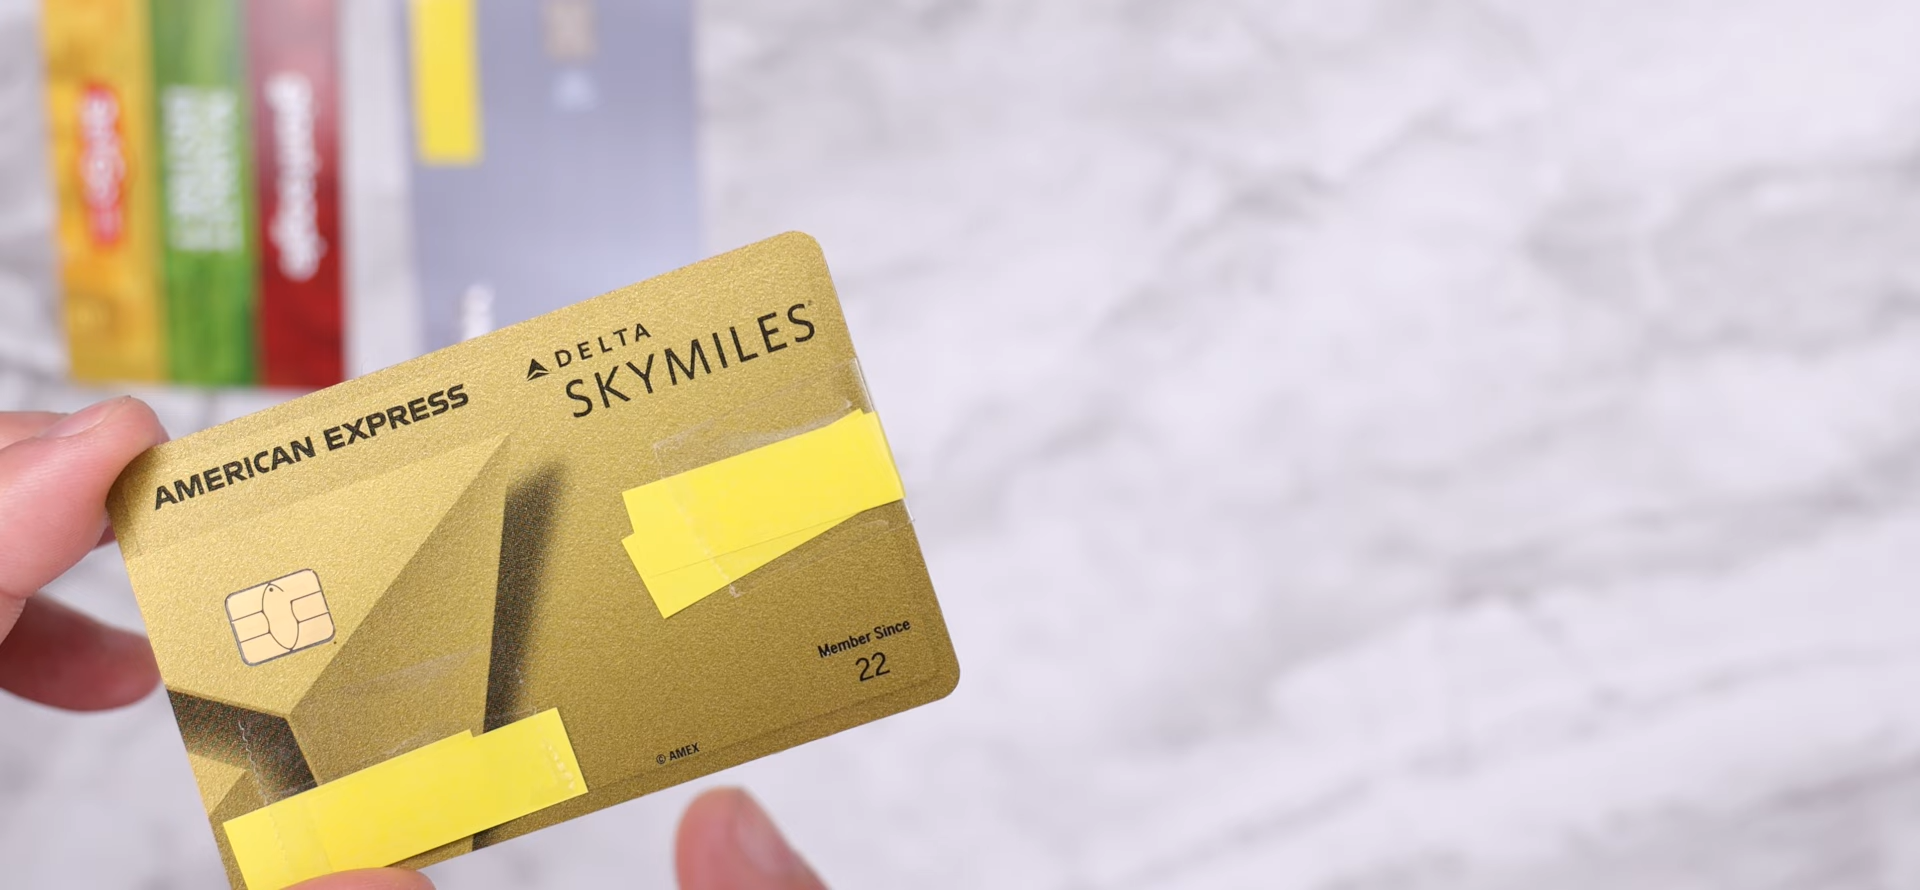 AMERICAN EXPRESS
DELTA
SKYMILES
Member Since
22
© AMEX